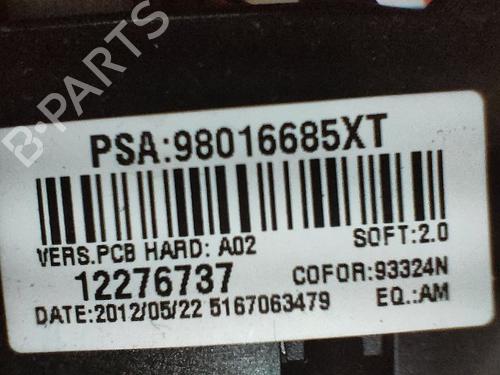 B-PARTS
PSA:98016685XT
VERS.PCB HARD: A02 SOFT:2.0
12276737 COFOR:93324N
DATE:2012/05/22 5167063479 EQ.:AM